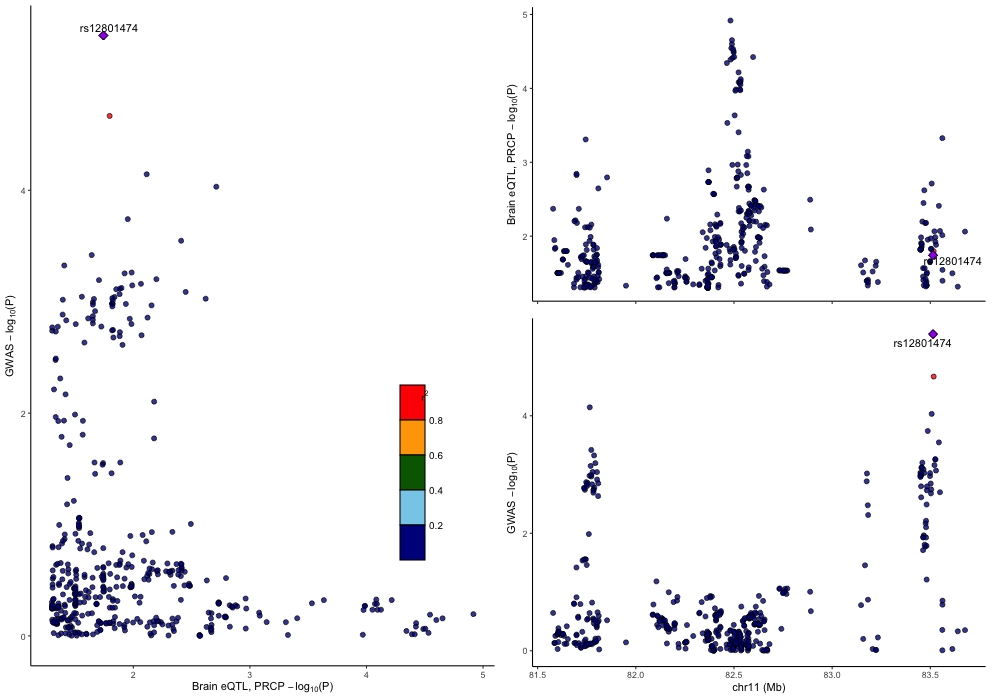 rs12801474
4
2
0
GWAS − log10(P)
2
3
4
5
Brain eQTL, PRCP − log10(P)
r2
0.8
0.6
0.4
0.2
5
4
3
2
Brain eQTL, PRCP − log10(P)
rs12801474
rs12801474
4
2
0
GWAS − log10(P)
81.5
82.0
82.5
83.0
83.5
chr11 (Mb)